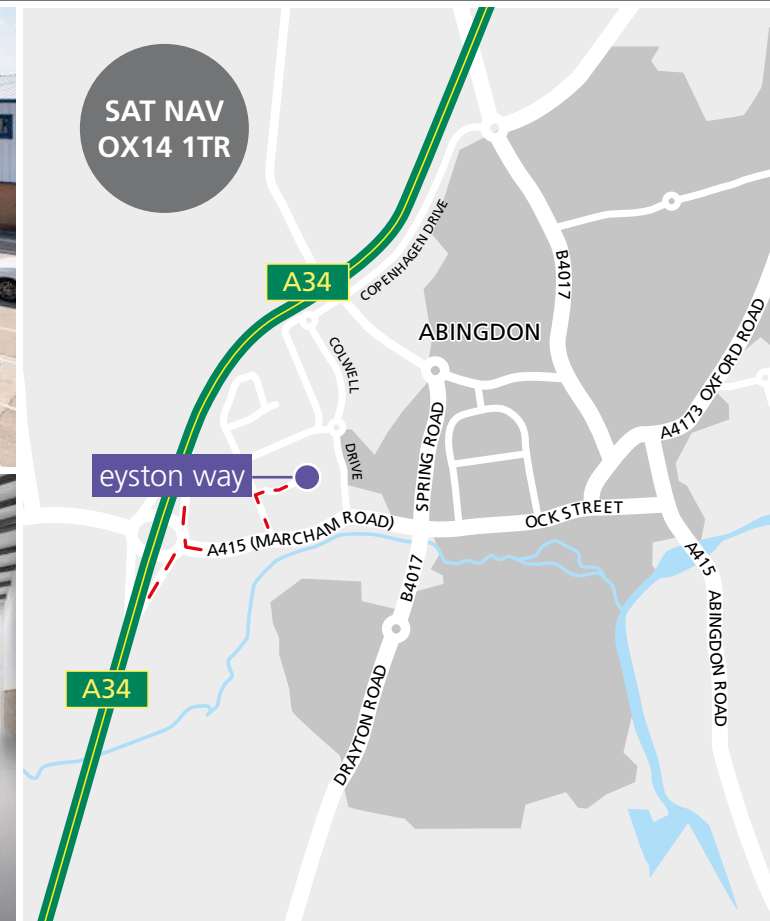 SAT NAV
OX14 1TR
COPENHAGEN DRIVE
A34
B4017
ABINGDON
COLWELL
DRIVE
A4173 OXFORD ROAD
SPRING ROAD
eyston way
OCK STREET
A415 (MARCHAM ROAD)
A415
ABINGDON ROAD
B4017
A34
DRAYTON ROAD